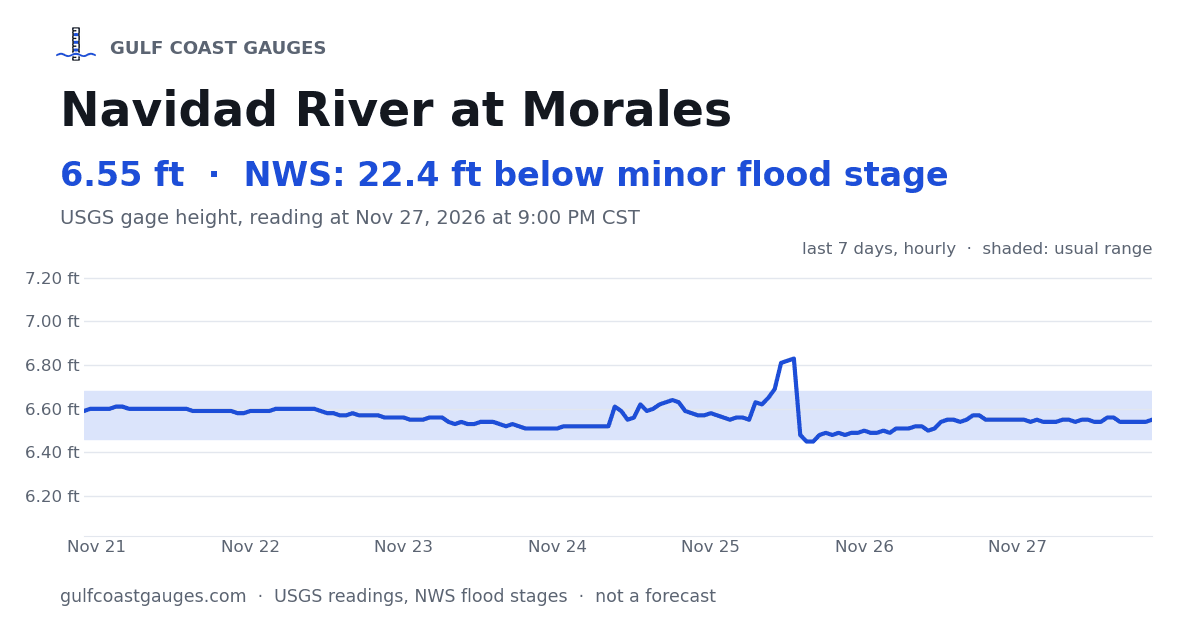 GULF COAST GAUGES
Navidad River at Morales
6.55 ft · NWS: 22.4 ft below minor flood stage
USGS gage height, reading at Nov 27, 2026 at 9:00 PM CST
last 7 days, hourly · shaded: usual range
7.20 ft
7.00 ft
6.80 ft
6.60 ft
6.40 ft
6.20 ft
Nov 21 Nov 22 Nov 23 Nov 24 Nov 25 Nov 26 Nov 27
gulfcoastgauges.com · USGS readings, NWS flood stages · not a forecast